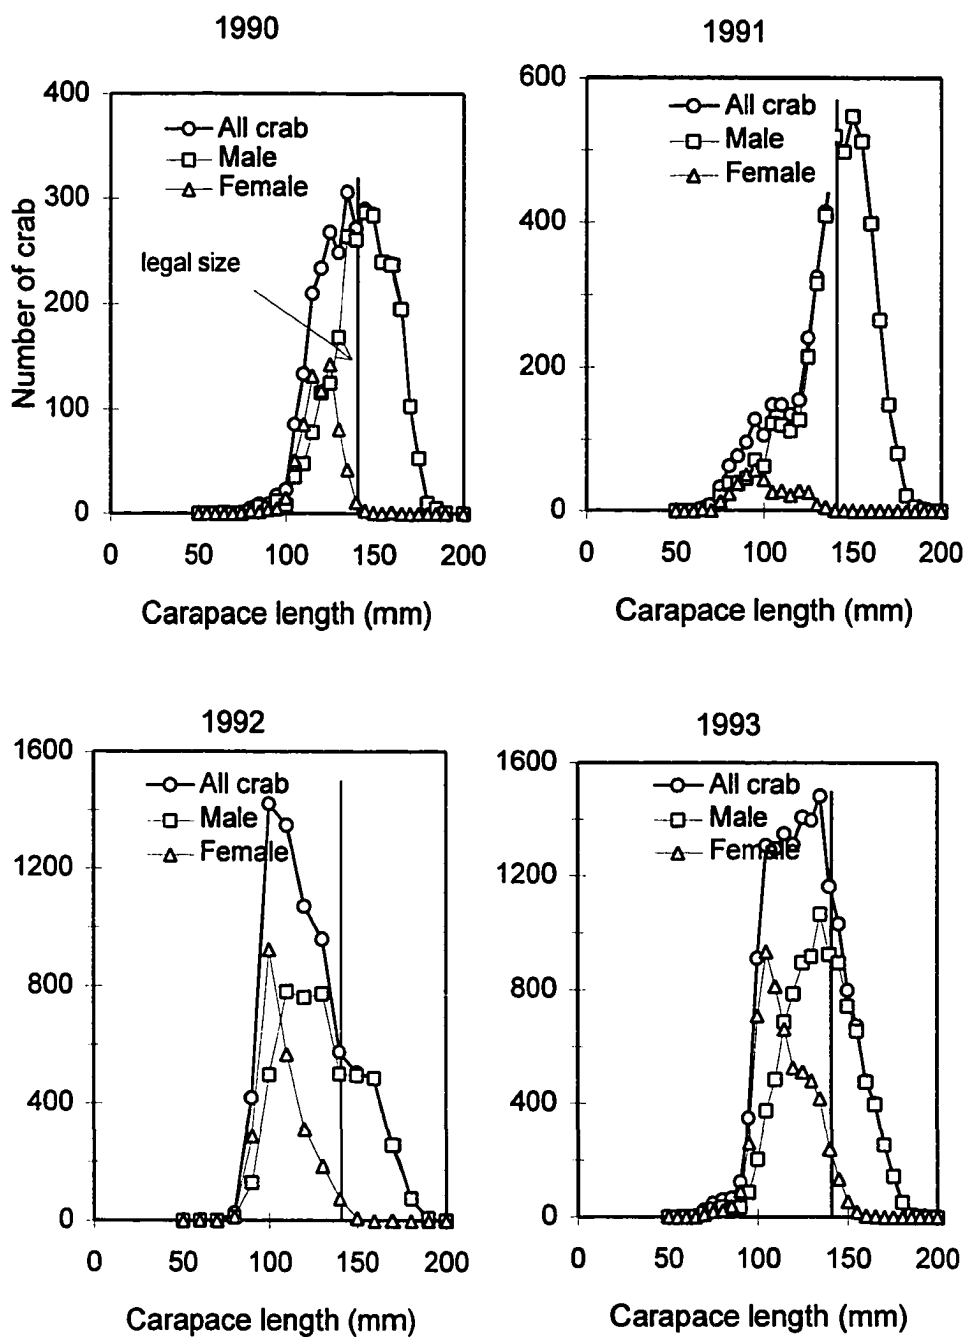 1990
400
300
200
100
0
Number of crab
All crab
Male
Female
legal size
0 50 100 150 200
Carapace length (mm)
1991
600
400
200
0
All crab
Male
Female
0 50 100 150 200
Carapace length (mm)
1992
1600
1200
800
400
0
All crab
Male
Female
0 50 100 150 200
Carapace length (mm)
1993
1600
1200
800
400
0
All crab
Male
Female
0 50 100 150 200
Carapace length (mm)